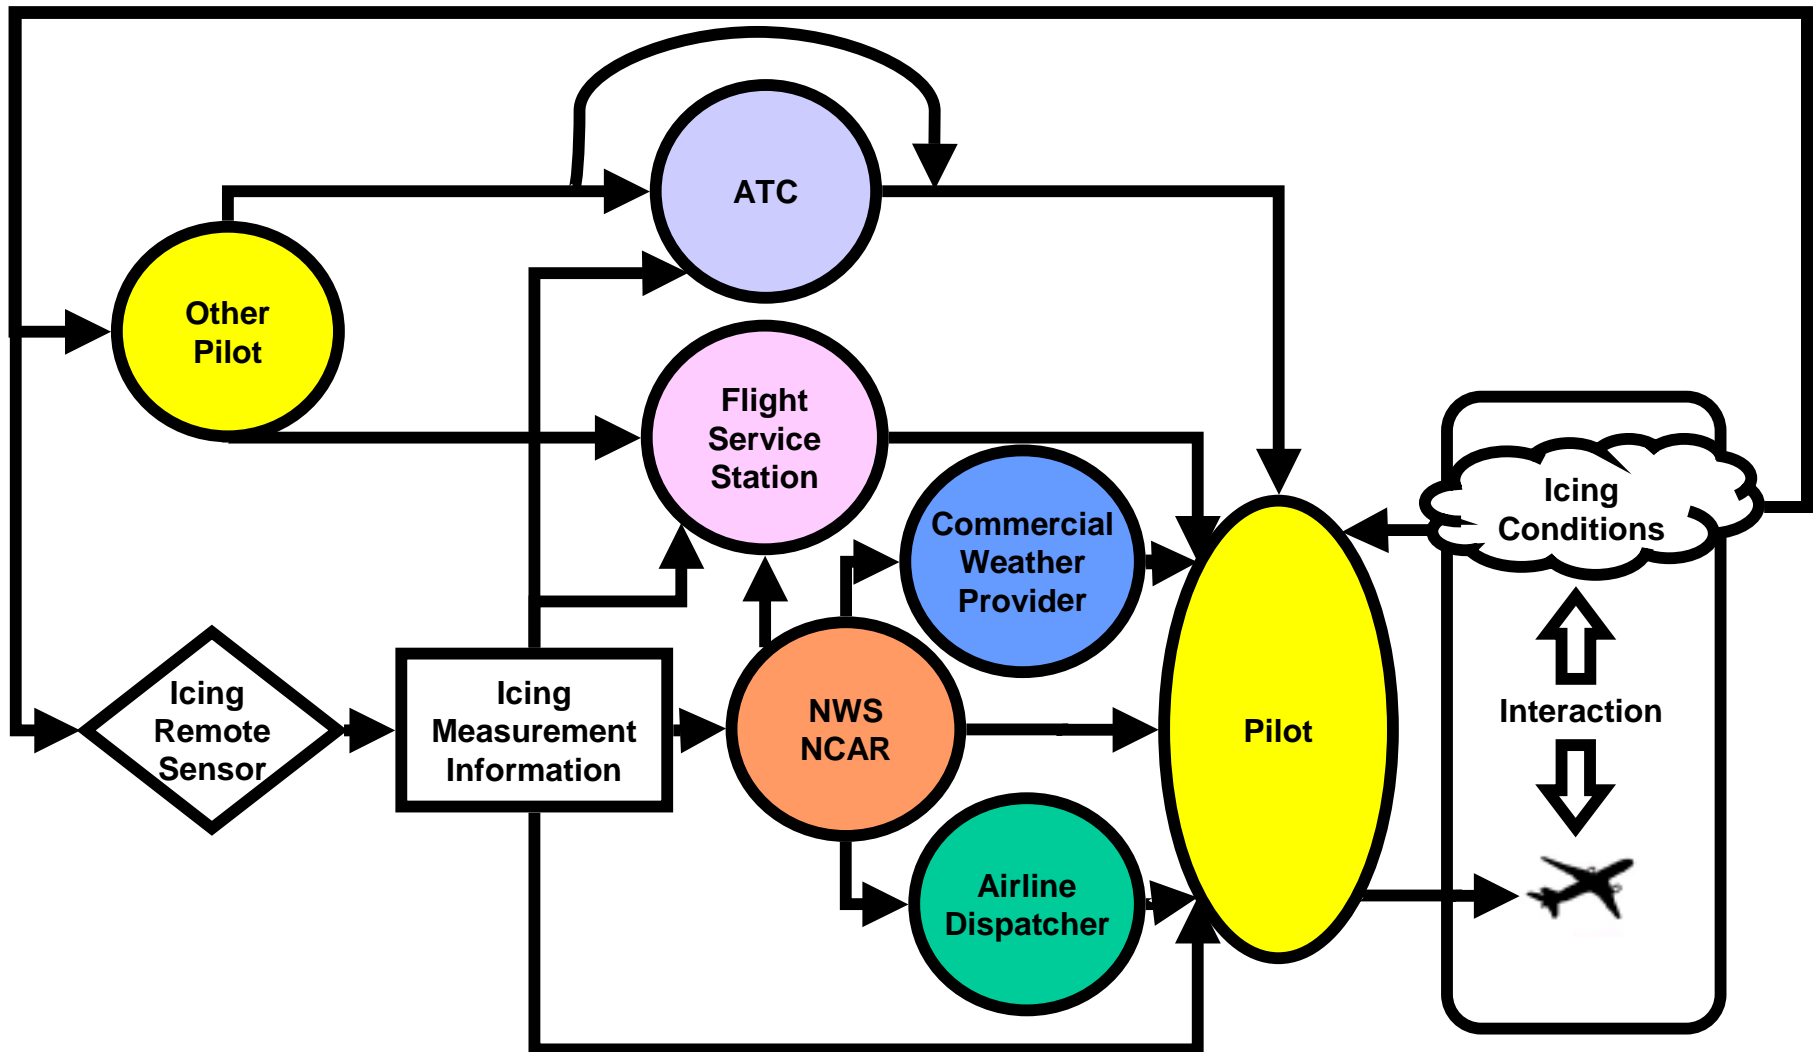 ATC
Other
Pilot
Flight
Service
Station
Commercial
Weather
Provider
Icing
Conditions
Icing
Remote
Sensor
Icing
Measurement
Information
NWS
NCAR
Pilot
Interaction
Airline
Dispatcher